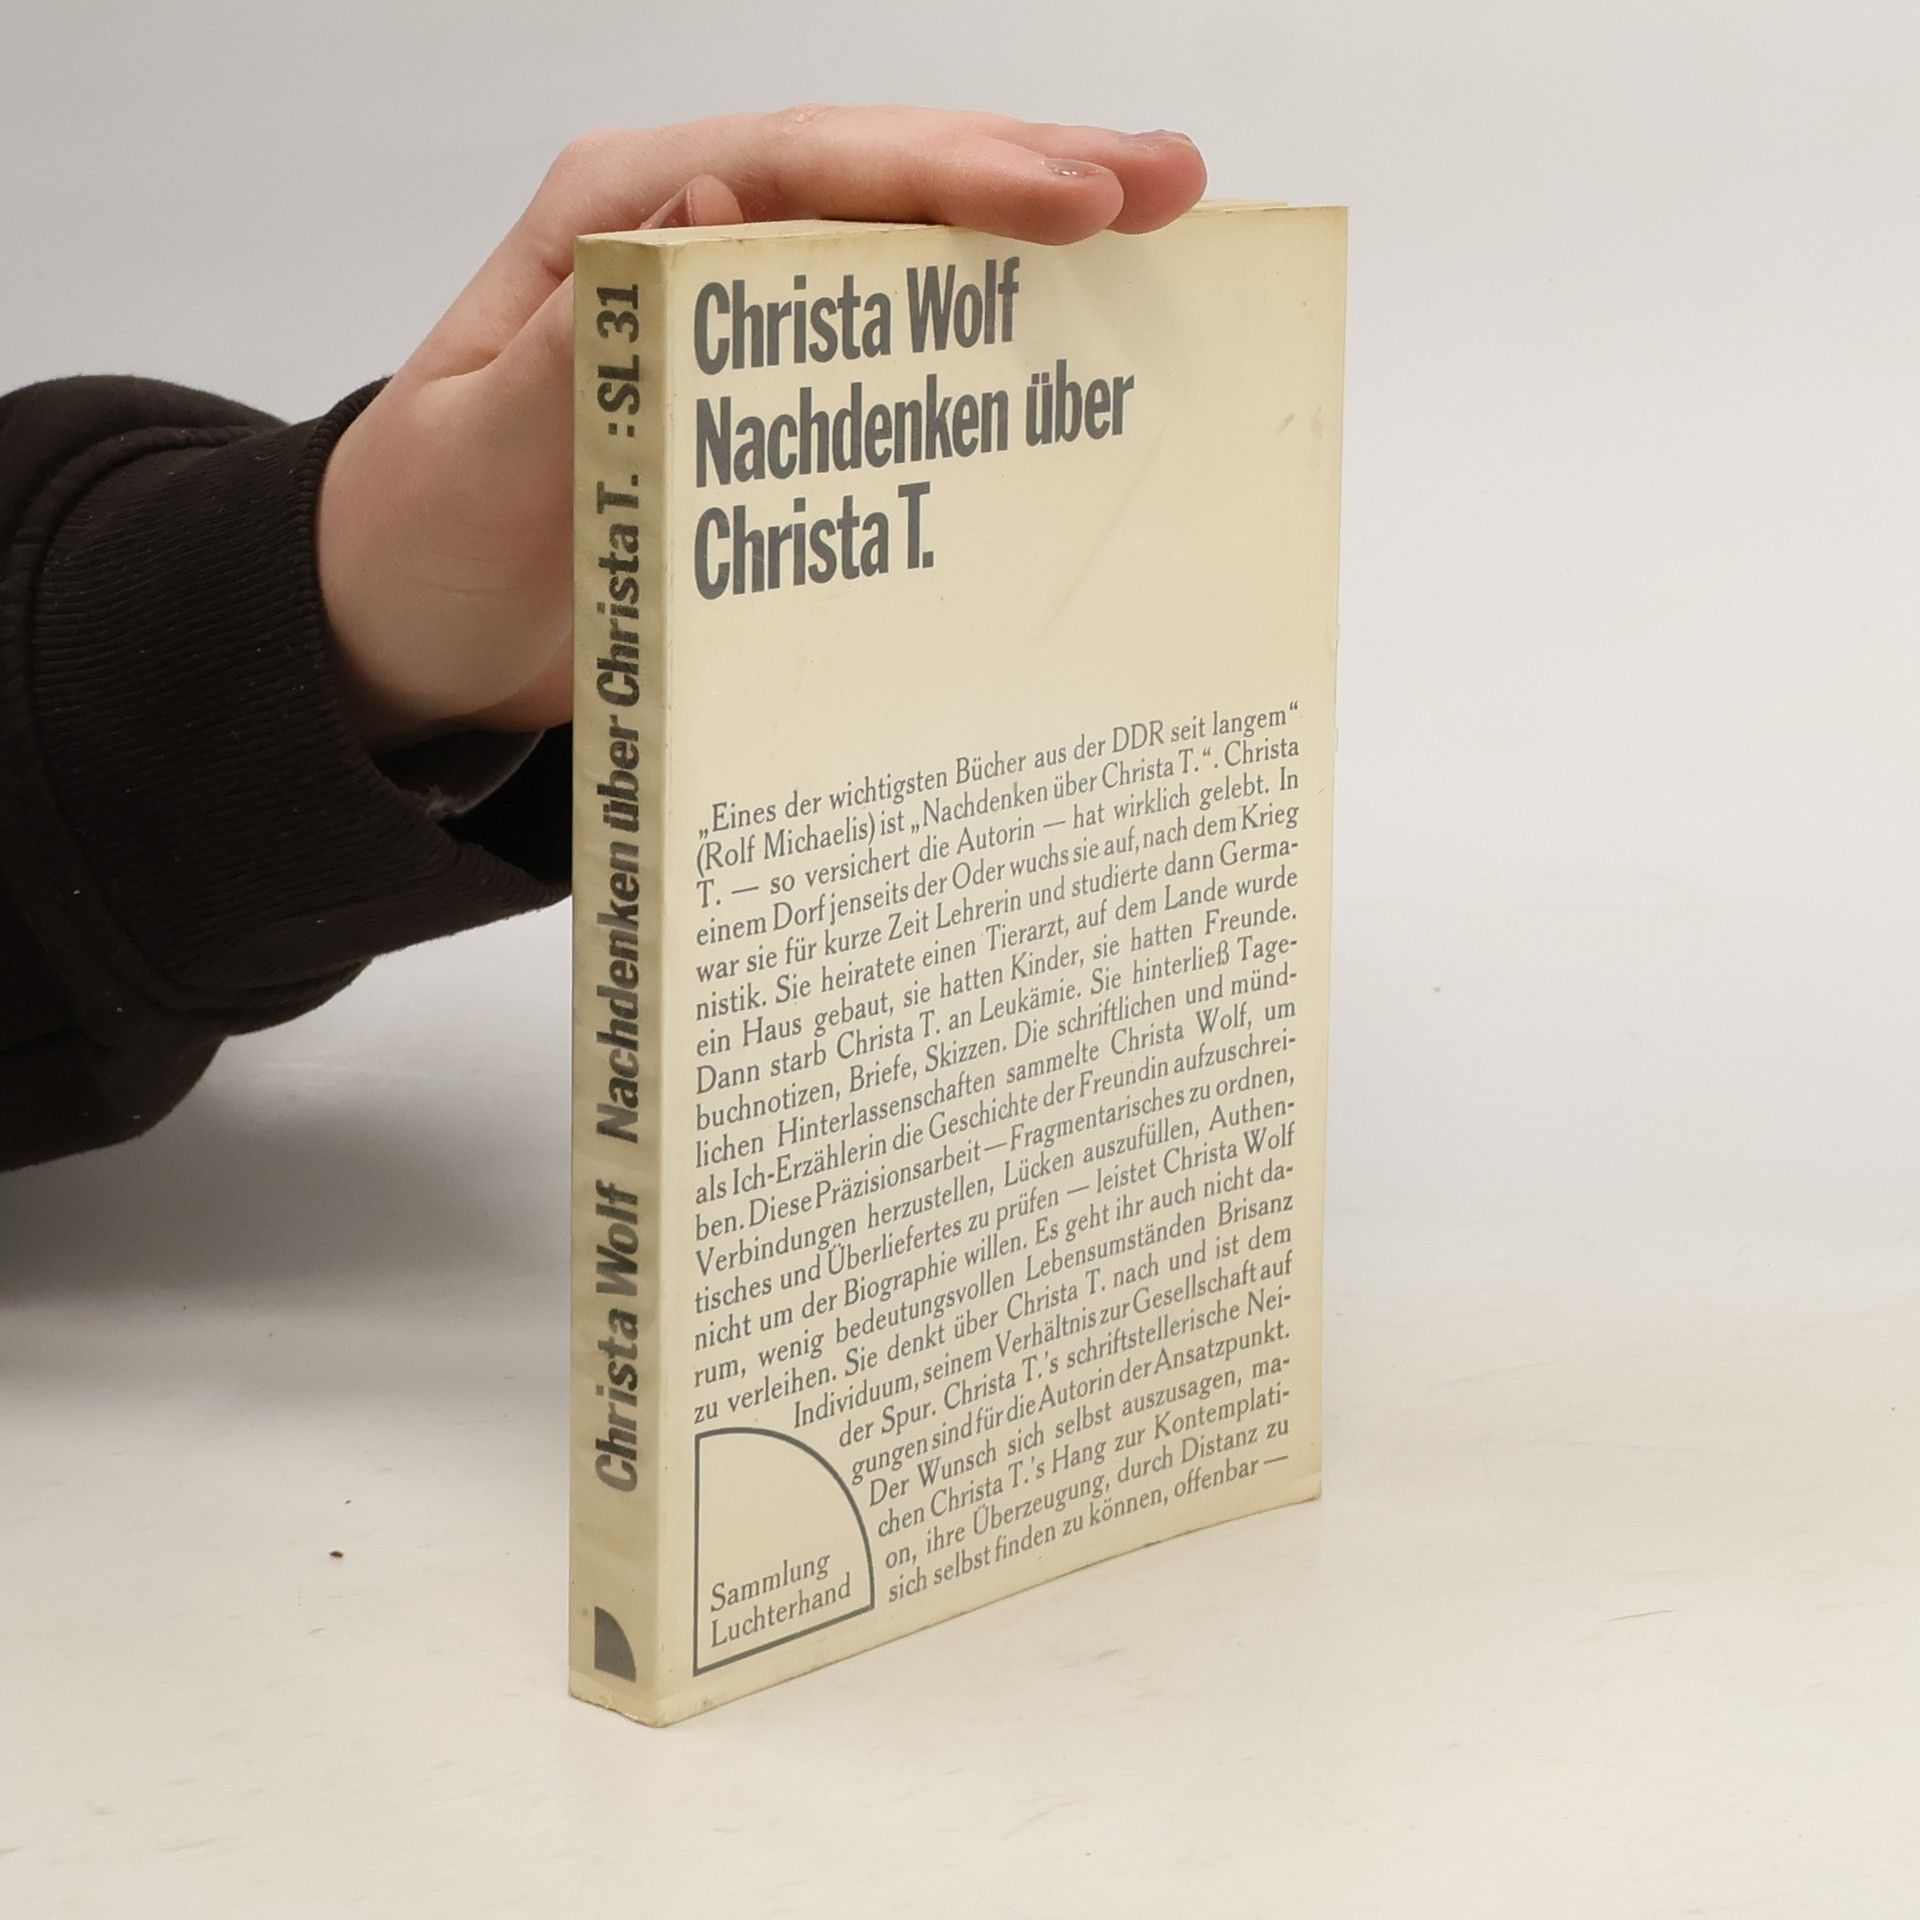 Christa Wolf Nachdenken über Christa T. :SL 31
Christa Wolf
Nachdenken über
Christa T.
„Eines der wichtigsten Bücher aus der DDR seit langem“
(Rolf Michaelis) ist „Nachdenken über Christa T.“. Christa
T. — so versichert die Autorin — hat wirklich gelebt. In
einem Dorf jenseits der Oder wuchs sie auf, nach dem Krieg
war sie für kurze Zeit Lehrerin und studierte dann Germa-
nistik. Sie heiratete einen Tierarzt, auf dem Lande wurde
ein Haus gebaut, sie hatten Kinder, sie hatten Freunde.
Dann starb Christa T. an Leukämie. Sie hinterließ Tage-
buchnotizen, Briefe, Skizzen. Die schriftlichen und münd-
lichen Hinterlassenschaften sammelte Christa Wolf, um
als Ich-Erzählerin die Geschichte der Freundin aufzuschrei-
ben. Diese Präzisionsarbeit — Fragmentarisches zu ordnen,
Verbindungen herzustellen, Lücken auszufüllen, Authen-
tisches und Überliefertes zu prüfen — leistet Christa Wolf
nicht um der Biographie willen. Es geht ihr auch nicht da-
rum, wenig bedeutungsvollen Lebensumständen Brisanz
zu verleihen. Sie denkt über Christa T. nach und ist dem
Individuum, seinem Verhältnis zur Gesellschaft auf
der Spur. Christa T.'s schriftstellerische Nei-
gungen sind für die Autorin der Ansatzpunkt.
Der Wunsch sich selbst auszusagen, ma-
chen Christa T.'s Hang zur Kontemplati-
on, ihre Überzeugung, durch Distanz zu
sich selbst finden zu können, offenbar —
Sammlung
Luchterhand